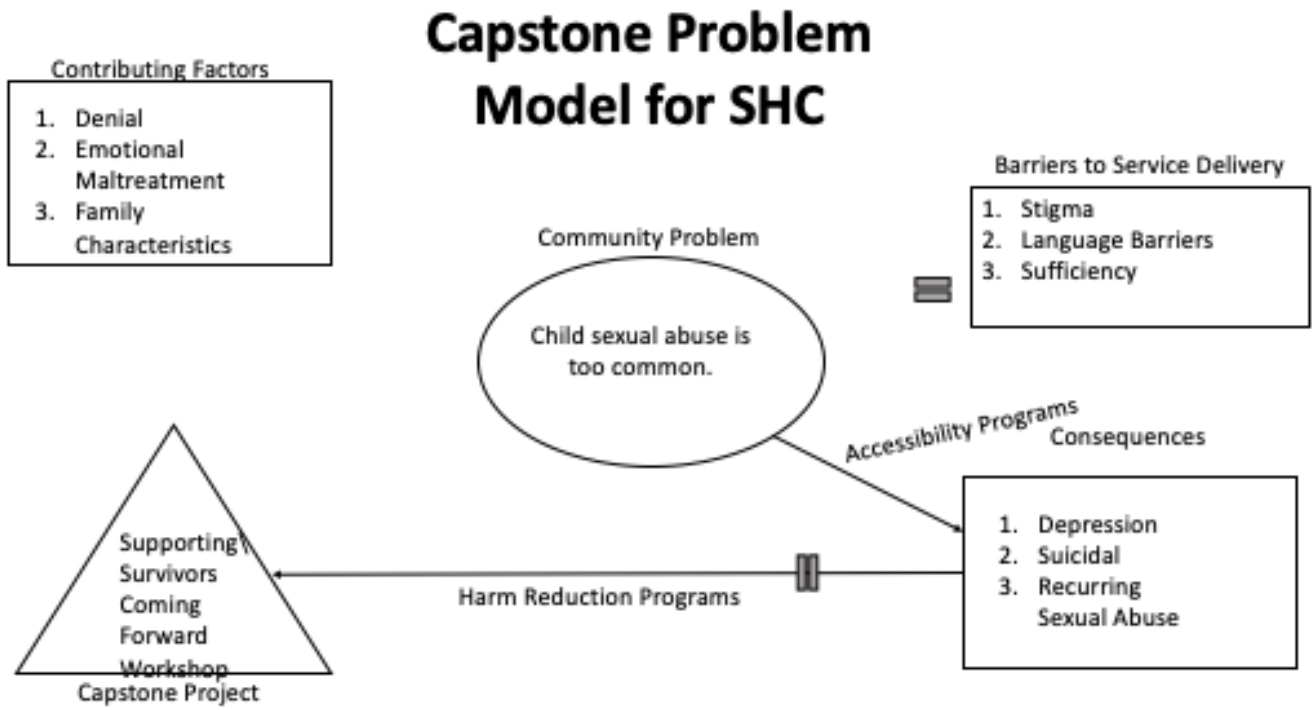 Capstone Problem
Model for SHC
Contributing Factors
1. Denial
2. Emotional
Maltreatment
3. Family
Characteristics
Barriers to Service Delivery
1. Stigma
2. Language Barriers
3. Sufficiency
Community Problem
Child sexual abuse is
too common.
Accessibility Programs
Consequences
1. Depression
2. Suicidal
3. Recurring
Sexual Abuse
Harm Reduction Programs
Supporting\
Survivors
Coming
Forward
Workshop
Capstone Project